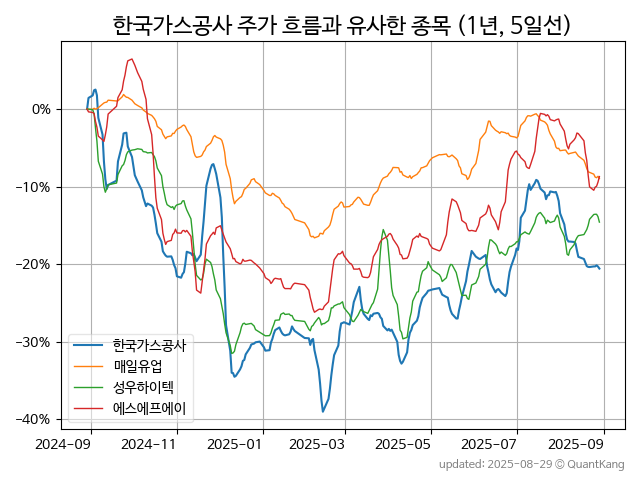 한국가스공사 주가 흐름과 유사한 종목 (1년, 5일선)
0%
−10%
−20%
−30%
−40%
한국가스공사
매일유업
성우하이텍
에스에프에이
2024-09 2024-11 2025-01 2025-03 2025-05 2025-07 2025-09
updated: 2025-08-29 © QuantKang